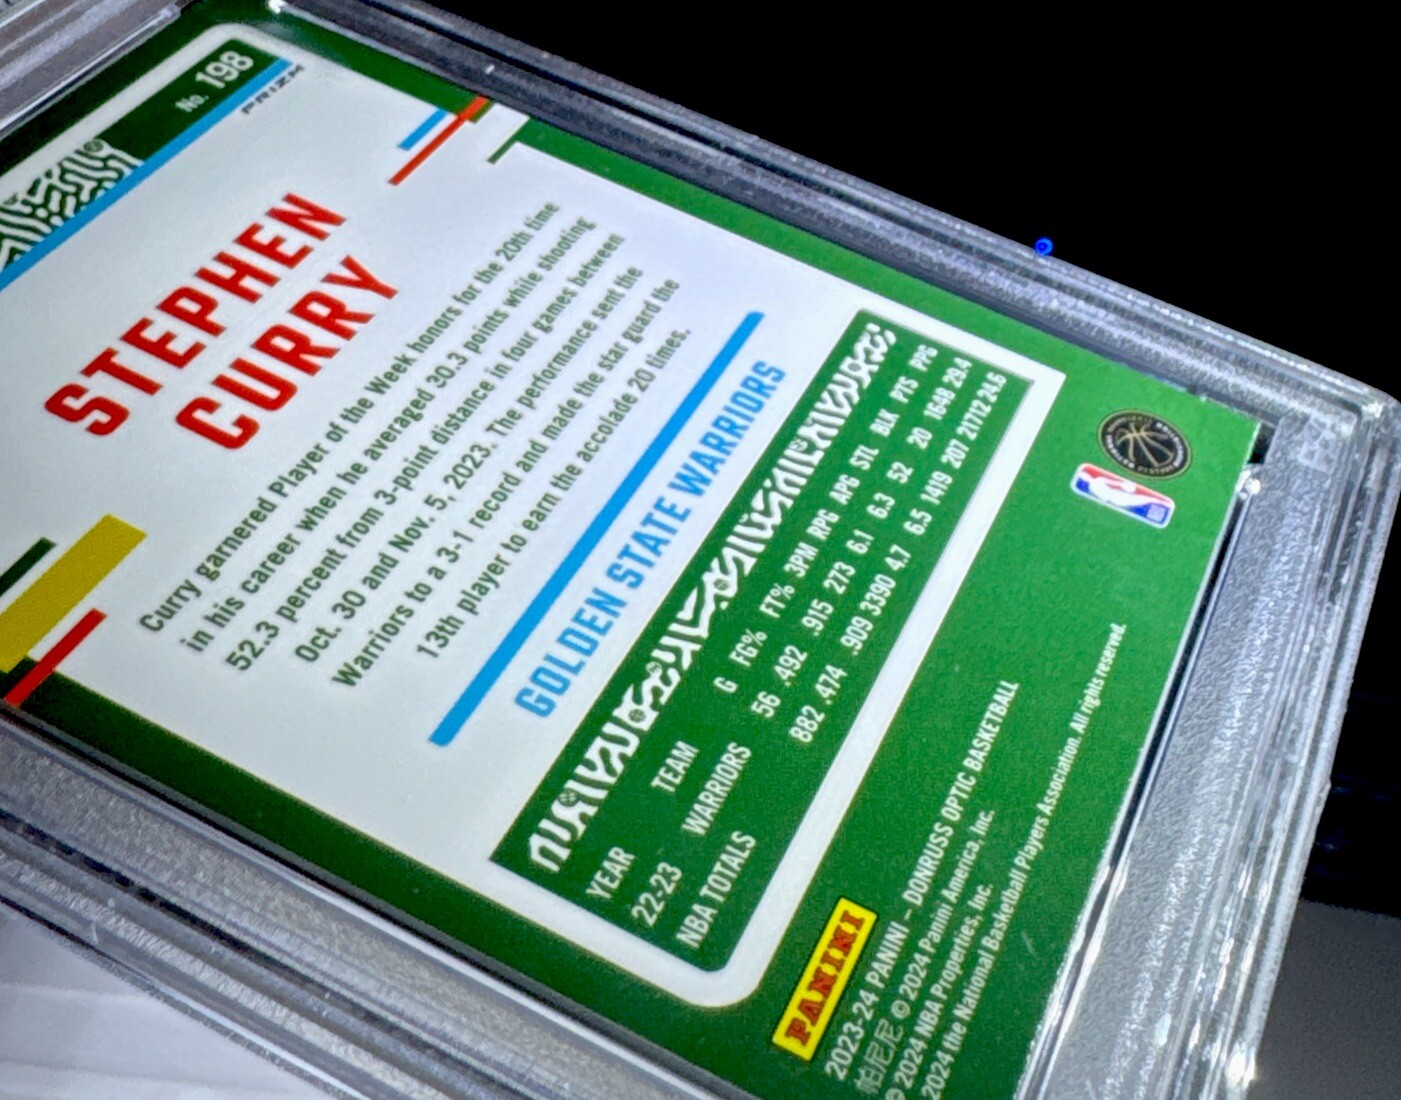 No. 198
PRIZM
STEPHEN
CURRY
Curry garnered Player of the Week honors for the 20th time
in his career when he averaged 30.3 points while shooting
52.3 percent from 3-point distance in four games between
Oct. 30 and Nov. 5, 2023. The performance sent the
Warriors to a 3-1 record and made the star guard the
13th player to earn the accolade 20 times.
GOLDEN STATE WARRIORS
YEAR TEAM G FG% FT% 3PM RPG APG STL BLK PTS PPG
22-23 WARRIORS 56 .492 .915 273 6.1 6.3 52 20 1648 29.4
NBA TOTALS 882 .474 .909 3390 4.7 6.5 1419 207 21712 24.6
PANINI
2023-24 PANINI – DONRUSS OPTIC BASKETBALL
帕尼尼 © 2024 Panini America, Inc.
© 2024 NBA Properties, Inc.
2024 the National Basketball Players Association. All rights reserved.